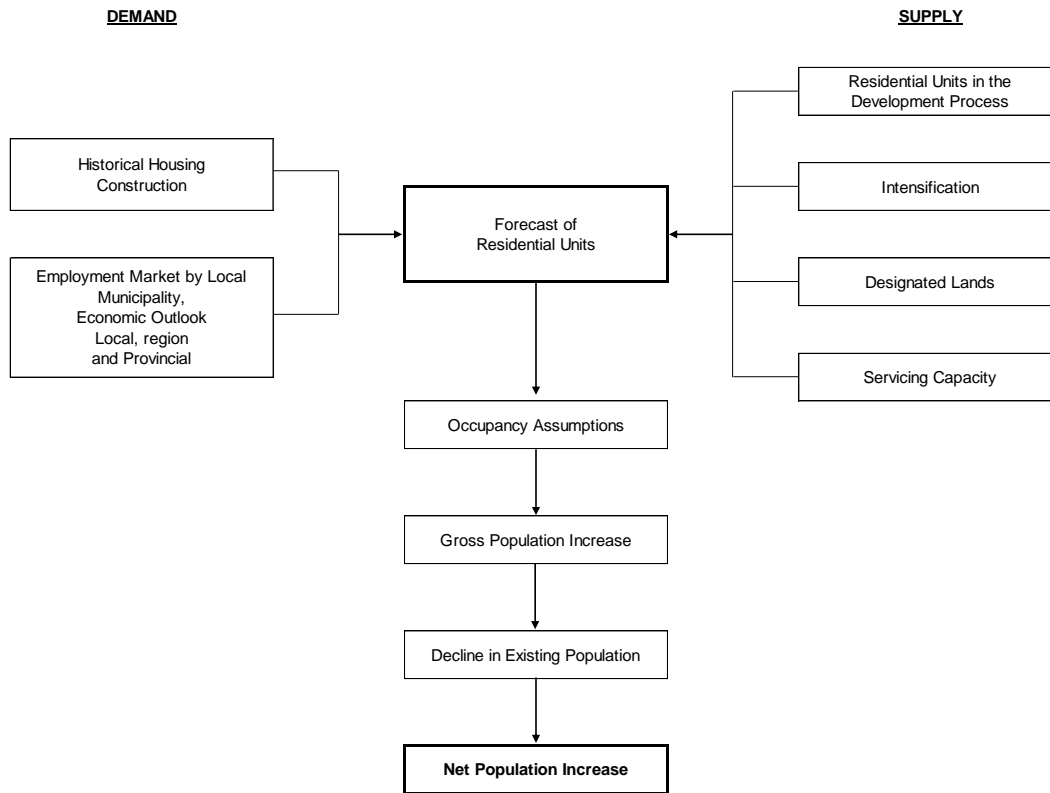 DEMAND
SUPPLY
Residential Units in the
Development Process
Historical Housing
Construction
Intensification
Forecast of
Residential Units
Employment Market by Local
Municipality,
Economic Outlook
Local, region
and Provincial
Designated Lands
Servicing Capacity
Occupancy Assumptions
Gross Population Increase
Decline in Existing Population
Net Population Increase